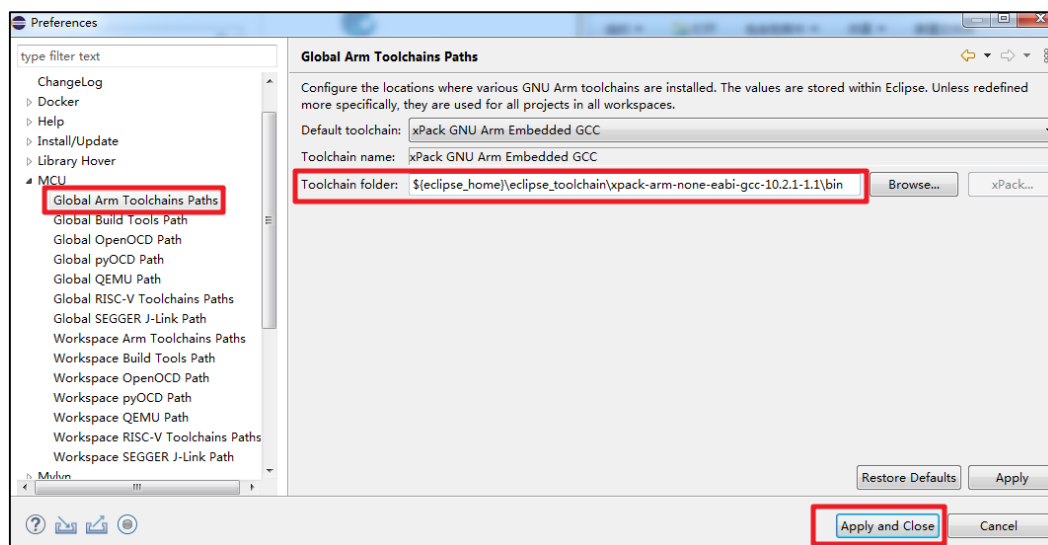 Preferences
type filter text
ChangeLog
Docker
Help
Install/Update
Library Hover
MCU
Global Arm Toolchains Paths
Global Build Tools Path
Global OpenOCD Path
Global pyOCD Path
Global QEMU Path
Global RISC-V Toolchains Paths
Global SEGGER J-Link Path
Workspace Arm Toolchains Paths
Workspace Build Tools Path
Workspace OpenOCD Path
Workspace pyOCD Path
Workspace QEMU Path
Workspace RISC-V Toolchains Paths
Workspace SEGGER J-Link Path
Mylyn
Global Arm Toolchains Paths
Configure the locations where various GNU Arm toolchains are installed. The values are stored within Eclipse. Unless redefined
more specifically, they are used for all projects in all workspaces.
Default toolchain: xPack GNU Arm Embedded GCC
Toolchain name: xPack GNU Arm Embedded GCC
Toolchain folder: ${eclipse_home}\eclipse_toolchain\xpack-arm-none-eabi-gcc-10.2.1-1.1\bin Browse... xPack...
Restore Defaults Apply
Apply and Close Cancel